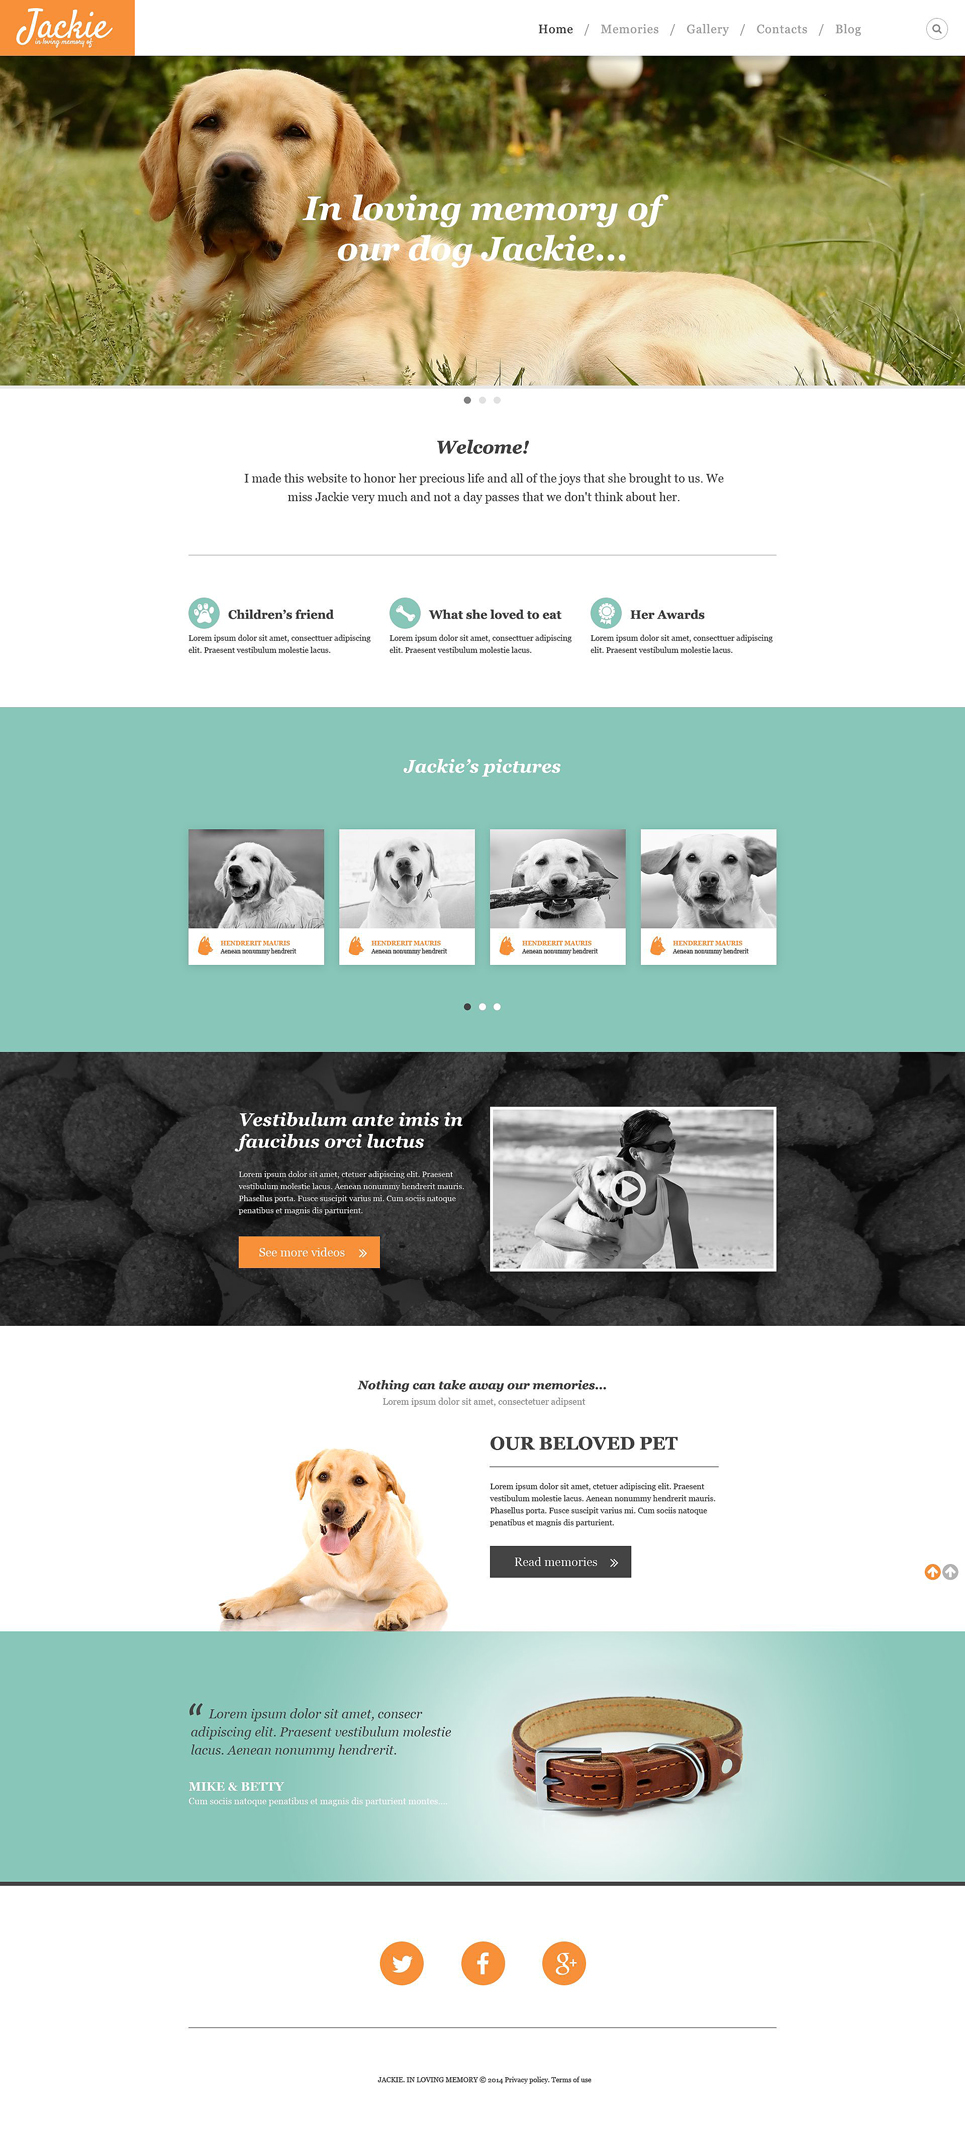 Jackie
in loving memory of
Home / Memories / Gallery / Contacts / Blog
In loving memory of
our dog Jackie...
Welcome!
I made this website to honor her precious life and all of the joys that she brought to us. We
miss Jackie very much and not a day passes that we don't think about her.
Children's friend
Lorem ipsum dolor sit amet, consecttuer adipiscing
elit. Praesent vestibulum molestie lacus.
What she loved to eat
Lorem ipsum dolor sit amet, consecttuer adipiscing
elit. Praesent vestibulum molestie lacus.
Her Awards
Lorem ipsum dolor sit amet, consecttuer adipiscing
elit. Praesent vestibulum molestie lacus.
Jackie's pictures
HENDRERIT MAURIS
Aenean nonummy hendrerit
HENDRERIT MAURIS
Aenean nonummy hendrerit
HENDRERIT MAURIS
Aenean nonummy hendrerit
HENDRERIT MAURIS
Aenean nonummy hendrerit
Vestibulum ante imis in
faucibus orci luctus
Lorem ipsum dolor sit amet, ctetuer adipiscing elit. Praesent
vestibulum molestie lacus. Aenean nonummy hendrerit mauris.
Phasellus porta. Fusce suscipit varius mi. Cum sociis natoque
penatibus et magnis dis parturient.
See more videos »
Nothing can take away our memories...
Lorem ipsum dolor sit amet, consectetuer adipsent
OUR BELOVED PET
Lorem ipsum dolor sit amet, ctetuer adipiscing elit. Praesent
vestibulum molestie lacus. Aenean nonummy hendrerit mauris.
Phasellus porta. Fusce suscipit varius mi. Cum sociis natoque
penatibus et magnis dis parturient.
Read memories »
“ Lorem ipsum dolor sit amet, consecr
adipiscing elit. Praesent vestibulum molestie
lacus. Aenean nonummy hendrerit.
MIKE & BETTY
Cum sociis natoque penatibus et magnis dis parturient montes....
f
g+
JACKIE. IN LOVING MEMORY © 2014 Privacy policy. Terms of use